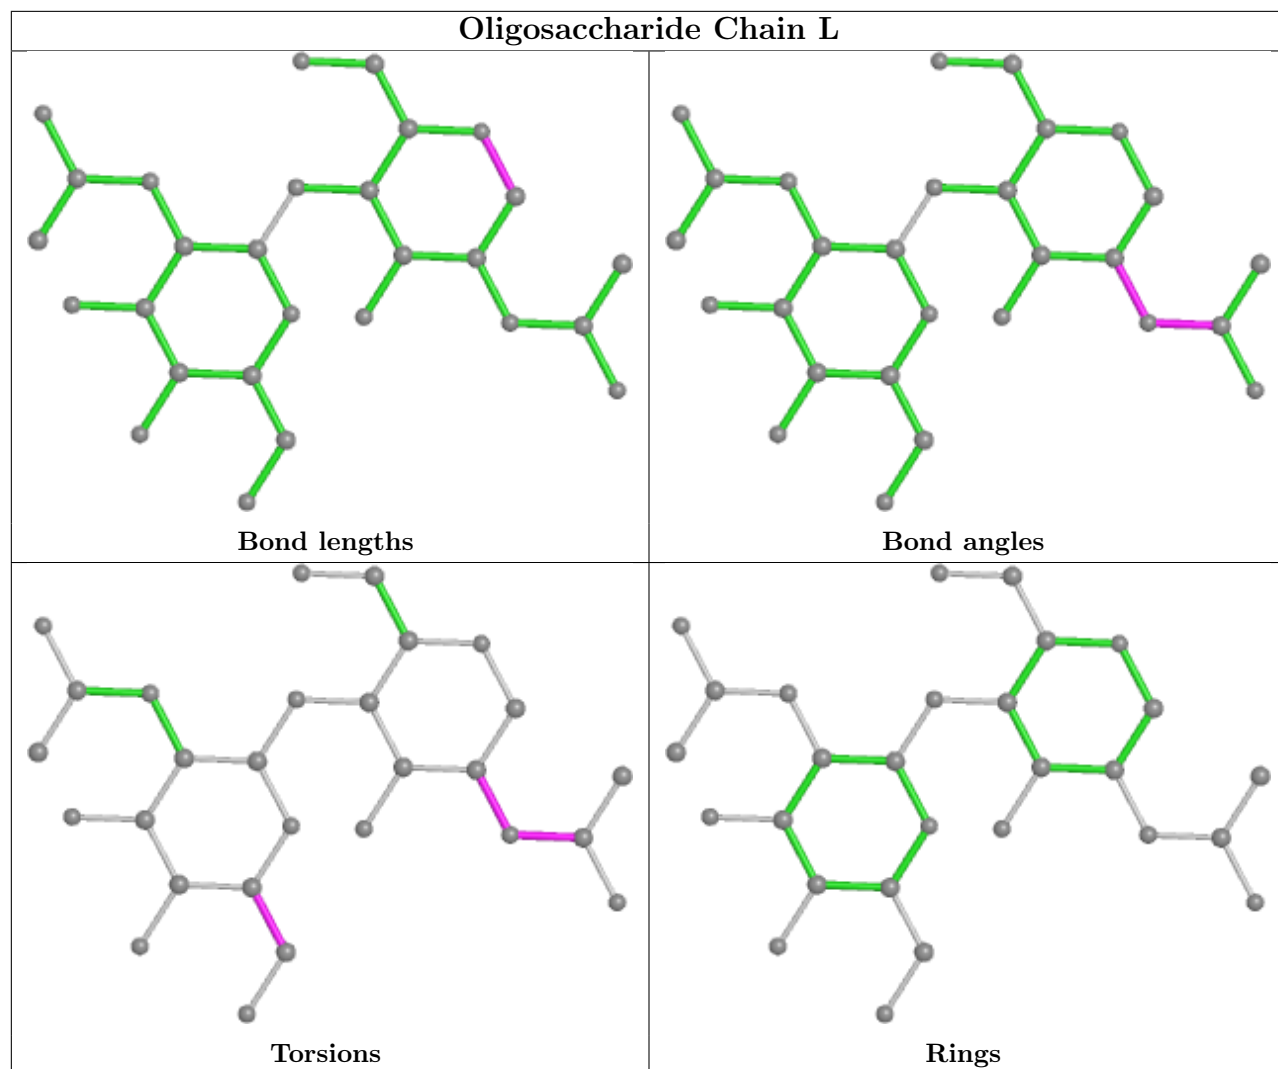 Oligosaccharide Chain L
Bond lengths
Bond angles
Torsions
Rings